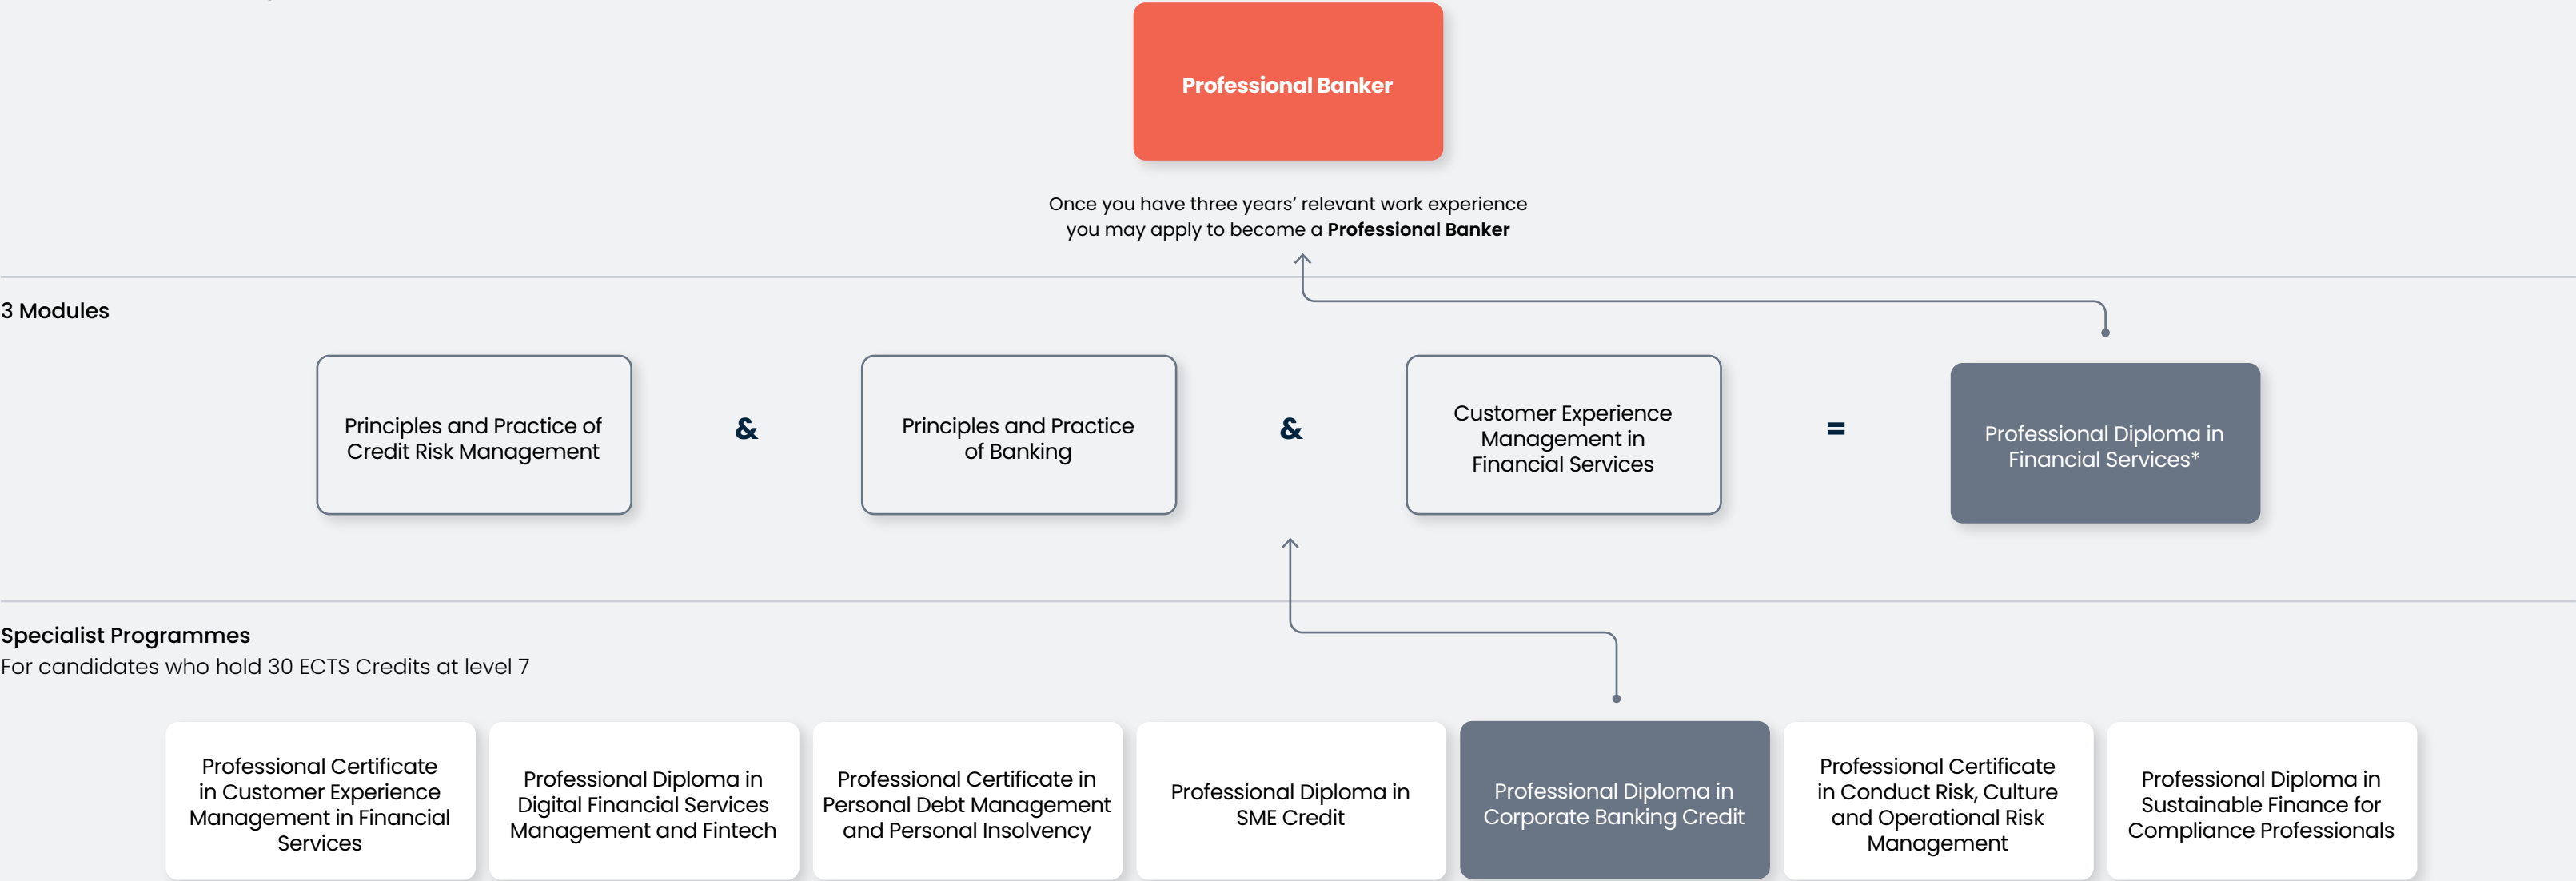 Professional Banker
Once you have three years’ relevant work experience
you may apply to become a Professional Banker
3 Modules
Principles and Practice of
Credit Risk Management
&
Principles and Practice
of Banking
&
Customer Experience
Management in
Financial Services
=
Professional Diploma in
Financial Services*
Specialist Programmes
For candidates who hold 30 ECTS Credits at level 7
Professional Certificate
in Customer Experience
Management in Financial
Services
Professional Diploma in
Digital Financial Services
Management and Fintech
Professional Certificate in
Personal Debt Management
and Personal Insolvency
Professional Diploma in
SME Credit
Professional Diploma in
Corporate Banking Credit
Professional Certificate
in Conduct Risk, Culture
and Operational Risk
Management
Professional Diploma in
Sustainable Finance for
Compliance Professionals